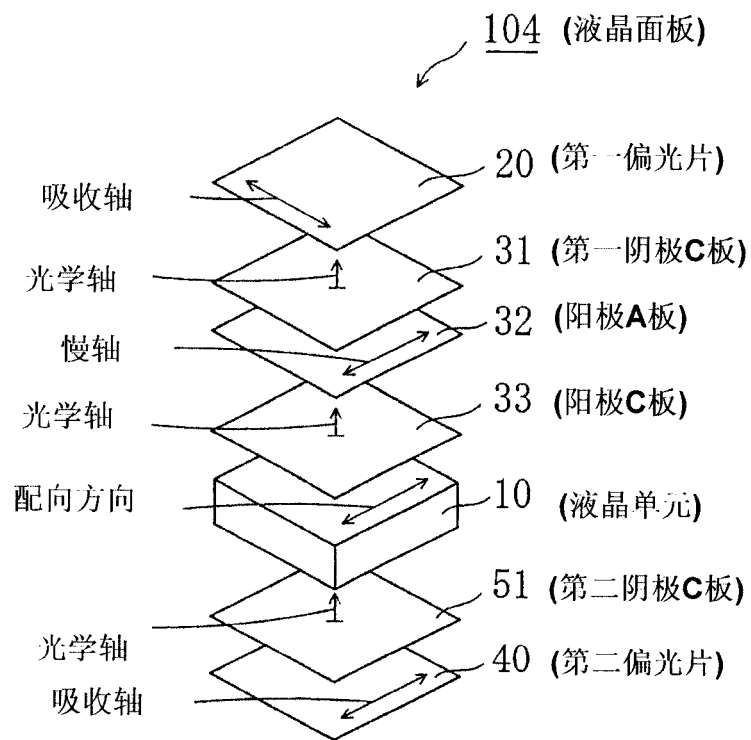 104 (液晶面板)
20 (第一偏光片)
吸收轴
31 (第一阴极C板)
光学轴
32 (阳极A板)
慢轴
33 (阳极C板)
光学轴
配向方向
10 (液晶单元)
51 (第二阴极C板)
光学轴
40 (第二偏光片)
吸收轴